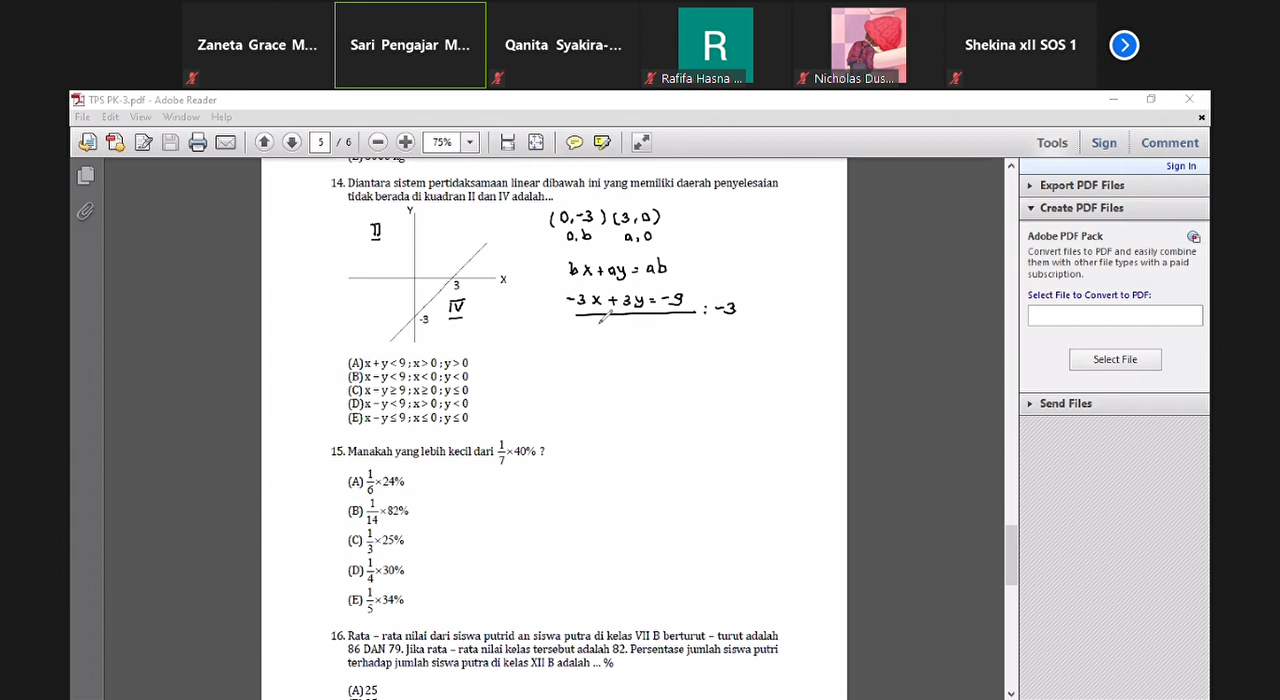 Zaneta Grace M...
Sari Pengajar M...
Qanita Syakira-...
R
Rafifa Hasna ...
Nicholas Dus...
Shekina xII SOS 1
TPS PK-3.pdf - Adobe Reader
File Edit View Window Help
5 / 6 75%
Tools Sign Comment
Sign In
Export PDF Files
Create PDF Files
Adobe PDF Pack
Convert files to PDF and easily combine
them with other file types with a paid
subscription.
Select File to Convert to PDF:
Select File
Send Files
14. Diantara sistem pertidaksamaan linear dibawah ini yang memiliki daerah penyelesaian
tidak berada di kuadran II dan IV adalah...
Y
II
X
3
IV
-3
(0,-3) (3,0)
0,b a,0
bx+ay=ab
-3x+3y=-9 : -3
(A)x + y < 9 ; x > 0 ; y > 0
(B)x – y < 9 ; x < 0 ; y < 0
(C)x – y ≥ 9 ; x ≥ 0 ; y ≤ 0
(D)x – y < 9 ; x > 0 ; y < 0
(E)x – y ≤ 9 ; x ≤ 0 ; y ≤ 0
15. Manakah yang lebih kecil dari 1/7 × 40% ?
(A) 1/6 × 24%
(B) 1/14 × 82%
(C) 1/3 × 25%
(D) 1/4 × 30%
(E) 1/5 × 34%
16. Rata – rata nilai dari siswa putrid an siswa putra di kelas VII B berturut – turut adalah
86 DAN 79. Jika rata – rata nilai kelas tersebut adalah 82. Persentase jumlah siswa putri
terhadap jumlah siswa putra di kelas XII B adalah ... %
(A) 25